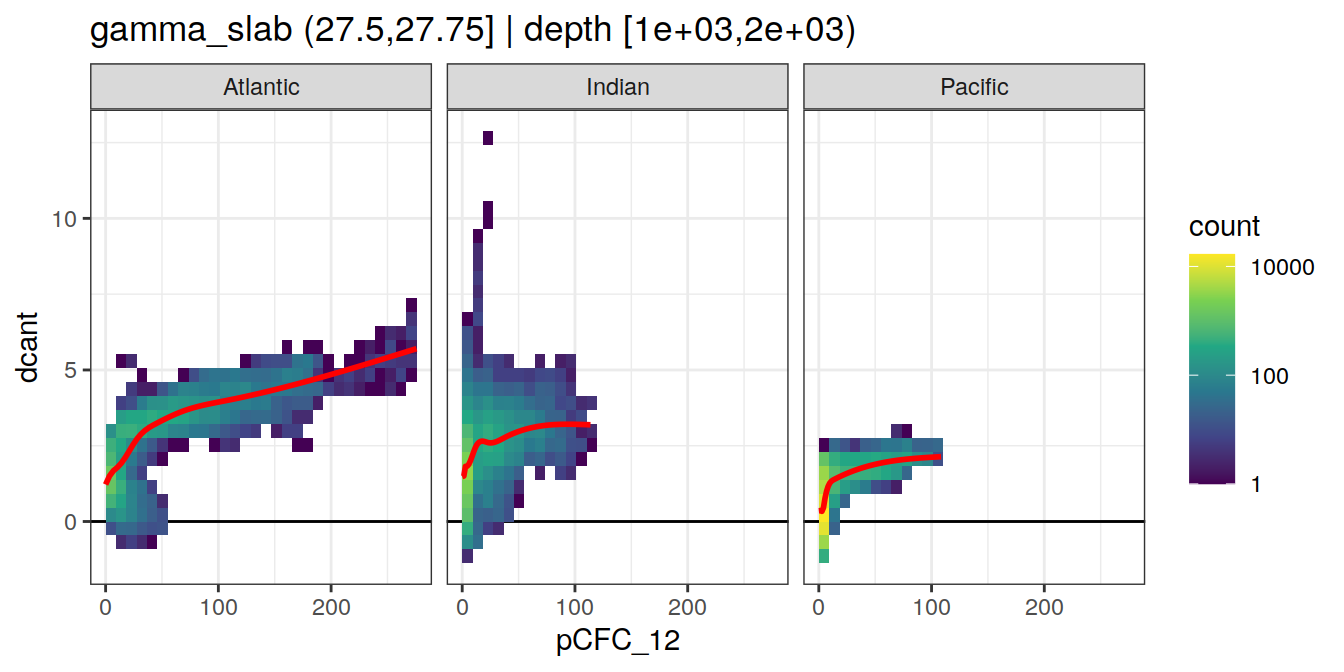 gamma_slab (27.5,27.75] | depth [1e+03,2e+03)
Atlantic
Indian
Pacific
dcant
10
5
0
0 100 200
0 100 200
0 100 200
pCFC_12
count
10000
100
1